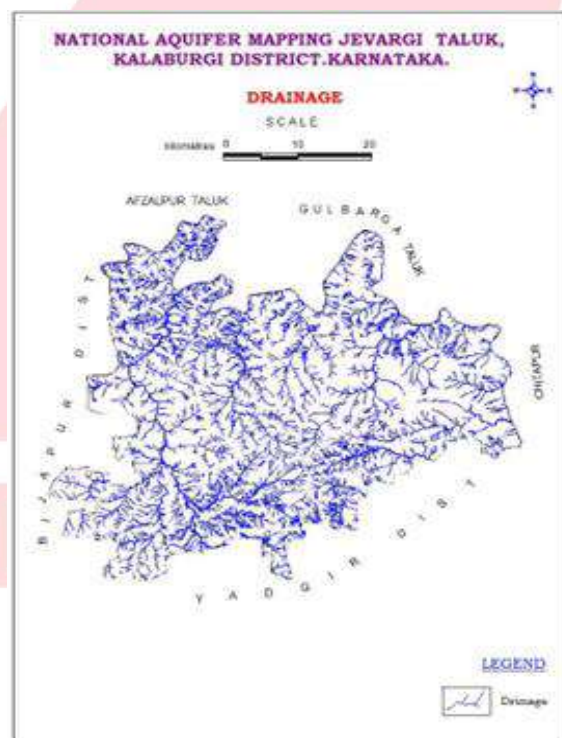 NATIONAL AQUIFER MAPPING JEVARGI TALUK,
KALABURGI DISTRICT.KARNATAKA.
DRAINAGE
SCALE
kilometres 0 10 20
AFZALPUR TALUK
GULBARGA TALUK
BIJAPUR DIST
CHITAPUR
YADGIR DIST
LEGEND
Drainage